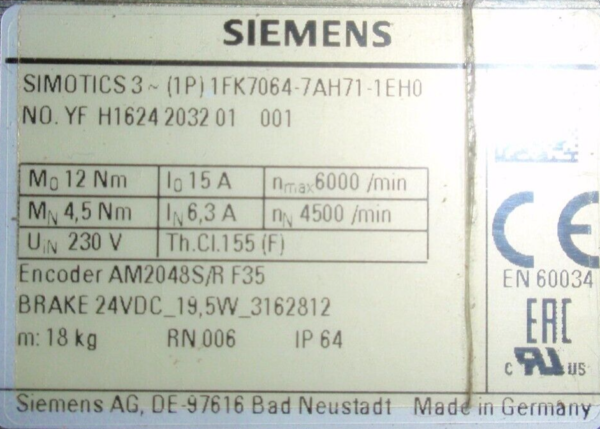 SIEMENS
SIMOTICS 3 ~ (1P) 1FK7064-7AH71-1EH0
NO. YF H1624 2032 01 001
M0 12 Nm I0 15 A nmax 6000 /min
MN 4,5 Nm IN 6,3 A nN 4500 /min
UIN 230 V Th.Cl.155 (F)
Encoder AM2048S/R F35
BRAKE 24VDC_19,5W_3162812
m: 18 kg RN 006 IP 64
CE
EN 60034
EAC
c RU US
Siemens AG, DE-97616 Bad Neustadt Made in Germany